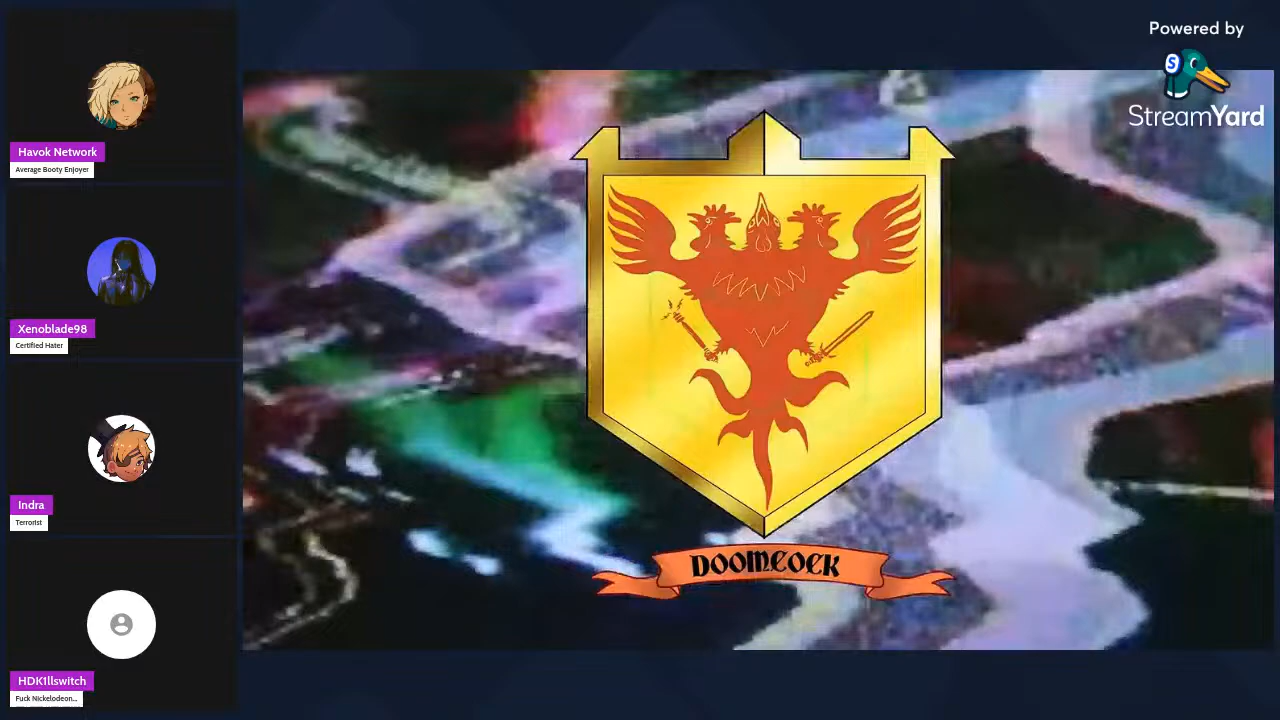 Powered by
StreamYard
Havok Network
Average Booty Enjoyer
Xenoblade98
Certified Hater
Indra
Terrorist
HDK1llswitch
Fuck Nickelodeon...
DOOMCOCK